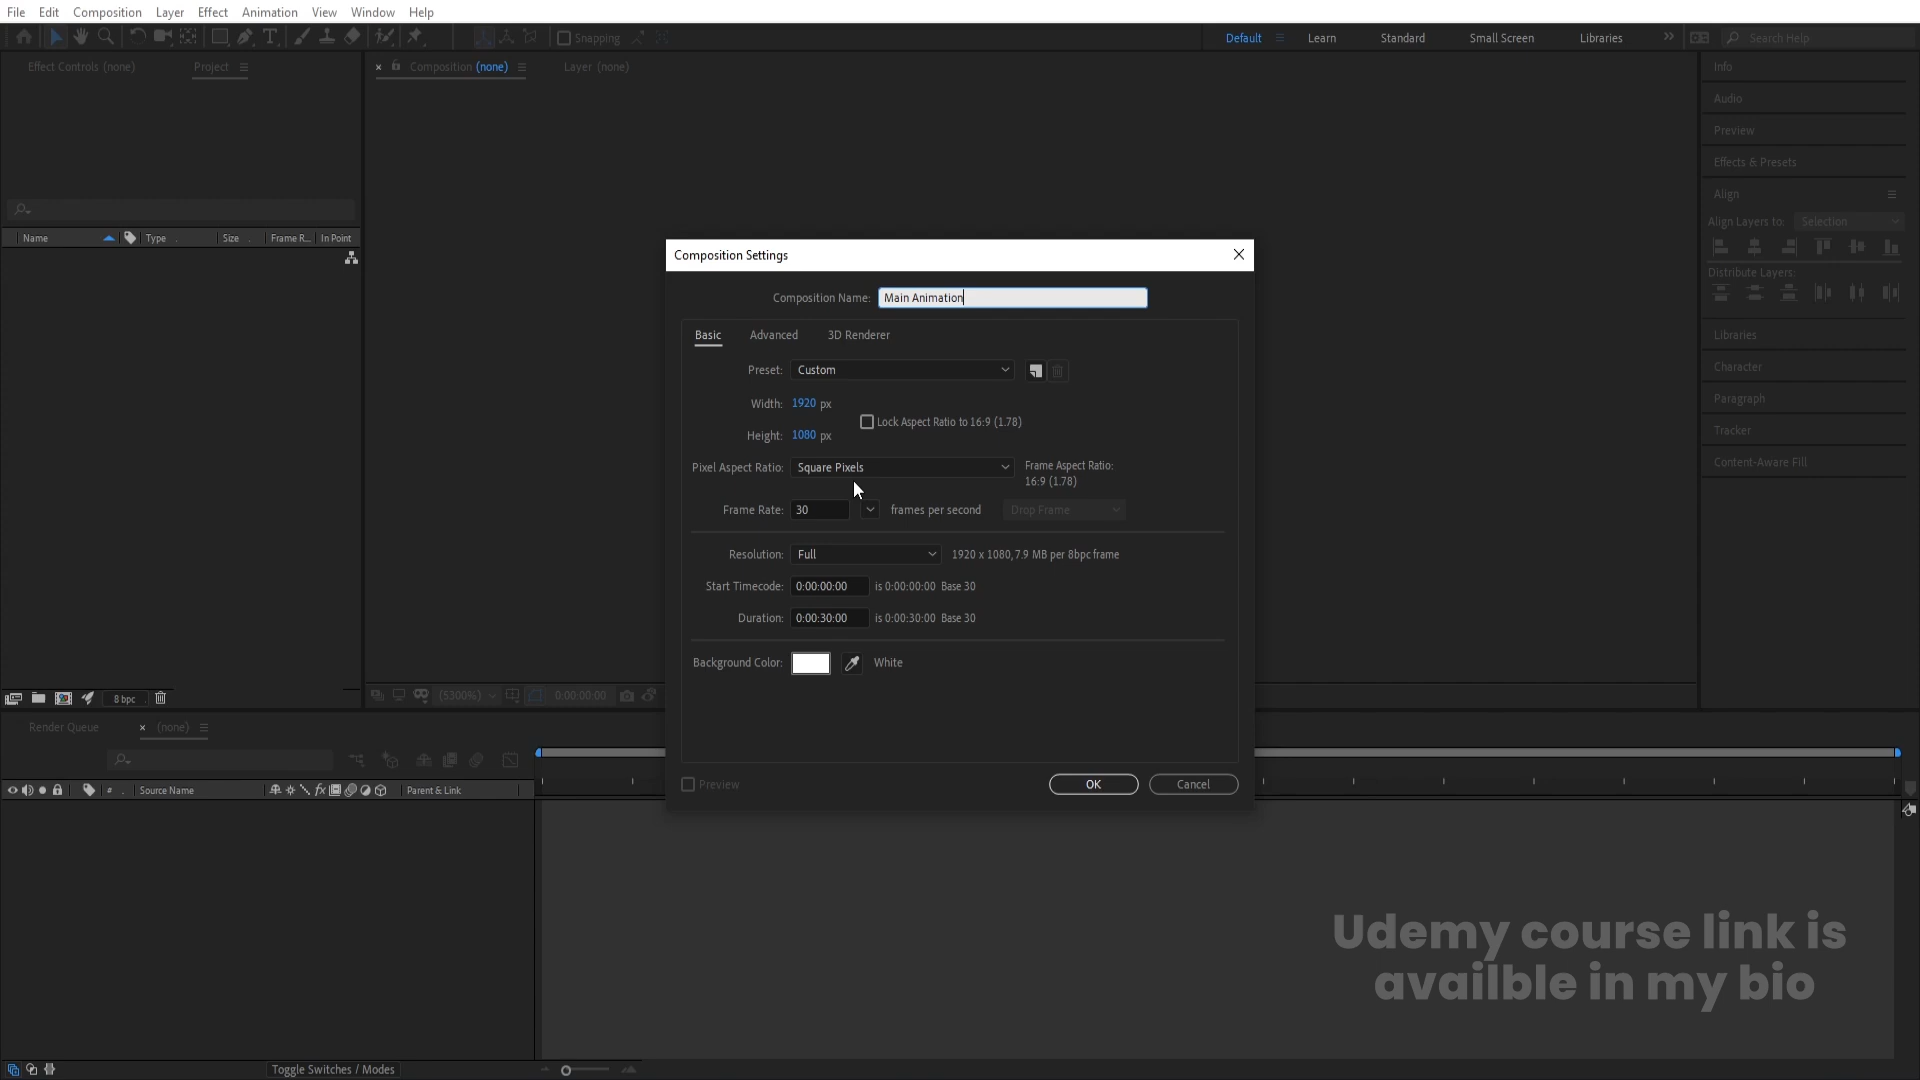 File Edit Composition Layer Effect Animation View Window Help
Snapping Default Learn Standard Small Screen Libraries Search Help
Effect Controls (none) Project Composition (none) Layer (none)
Info
Audio
Preview
Effects & Presets
Align
Align Layers to: Selection
Distribute Layers:
Libraries
Character
Paragraph
Tracker
Content-Aware Fill
Name Type Size Frame R... In Point
Composition Settings
Composition Name: Main Animation
Basic Advanced 3D Renderer
Preset: Custom
Width: 1920 px
Lock Aspect Ratio to 16:9 (1.78)
Height: 1080 px
Pixel Aspect Ratio: Square Pixels Frame Aspect Ratio:
16:9 (1.78)
Frame Rate: 30 frames per second Drop Frame
Resolution: Full 1920 x 1080, 7.9 MB per 8bpc frame
Start Timecode: 0:00:00:00 is 0:00:00:00 Base 30
Duration: 0:00:30:00 is 0:00:30:00 Base 30
Background Color: White
Preview OK Cancel
8 bpc (5300%) 0:00:00:00
Render Queue (none)
# Source Name fx Parent & Link
Udemy course link is
availble in my bio
Toggle Switches / Modes